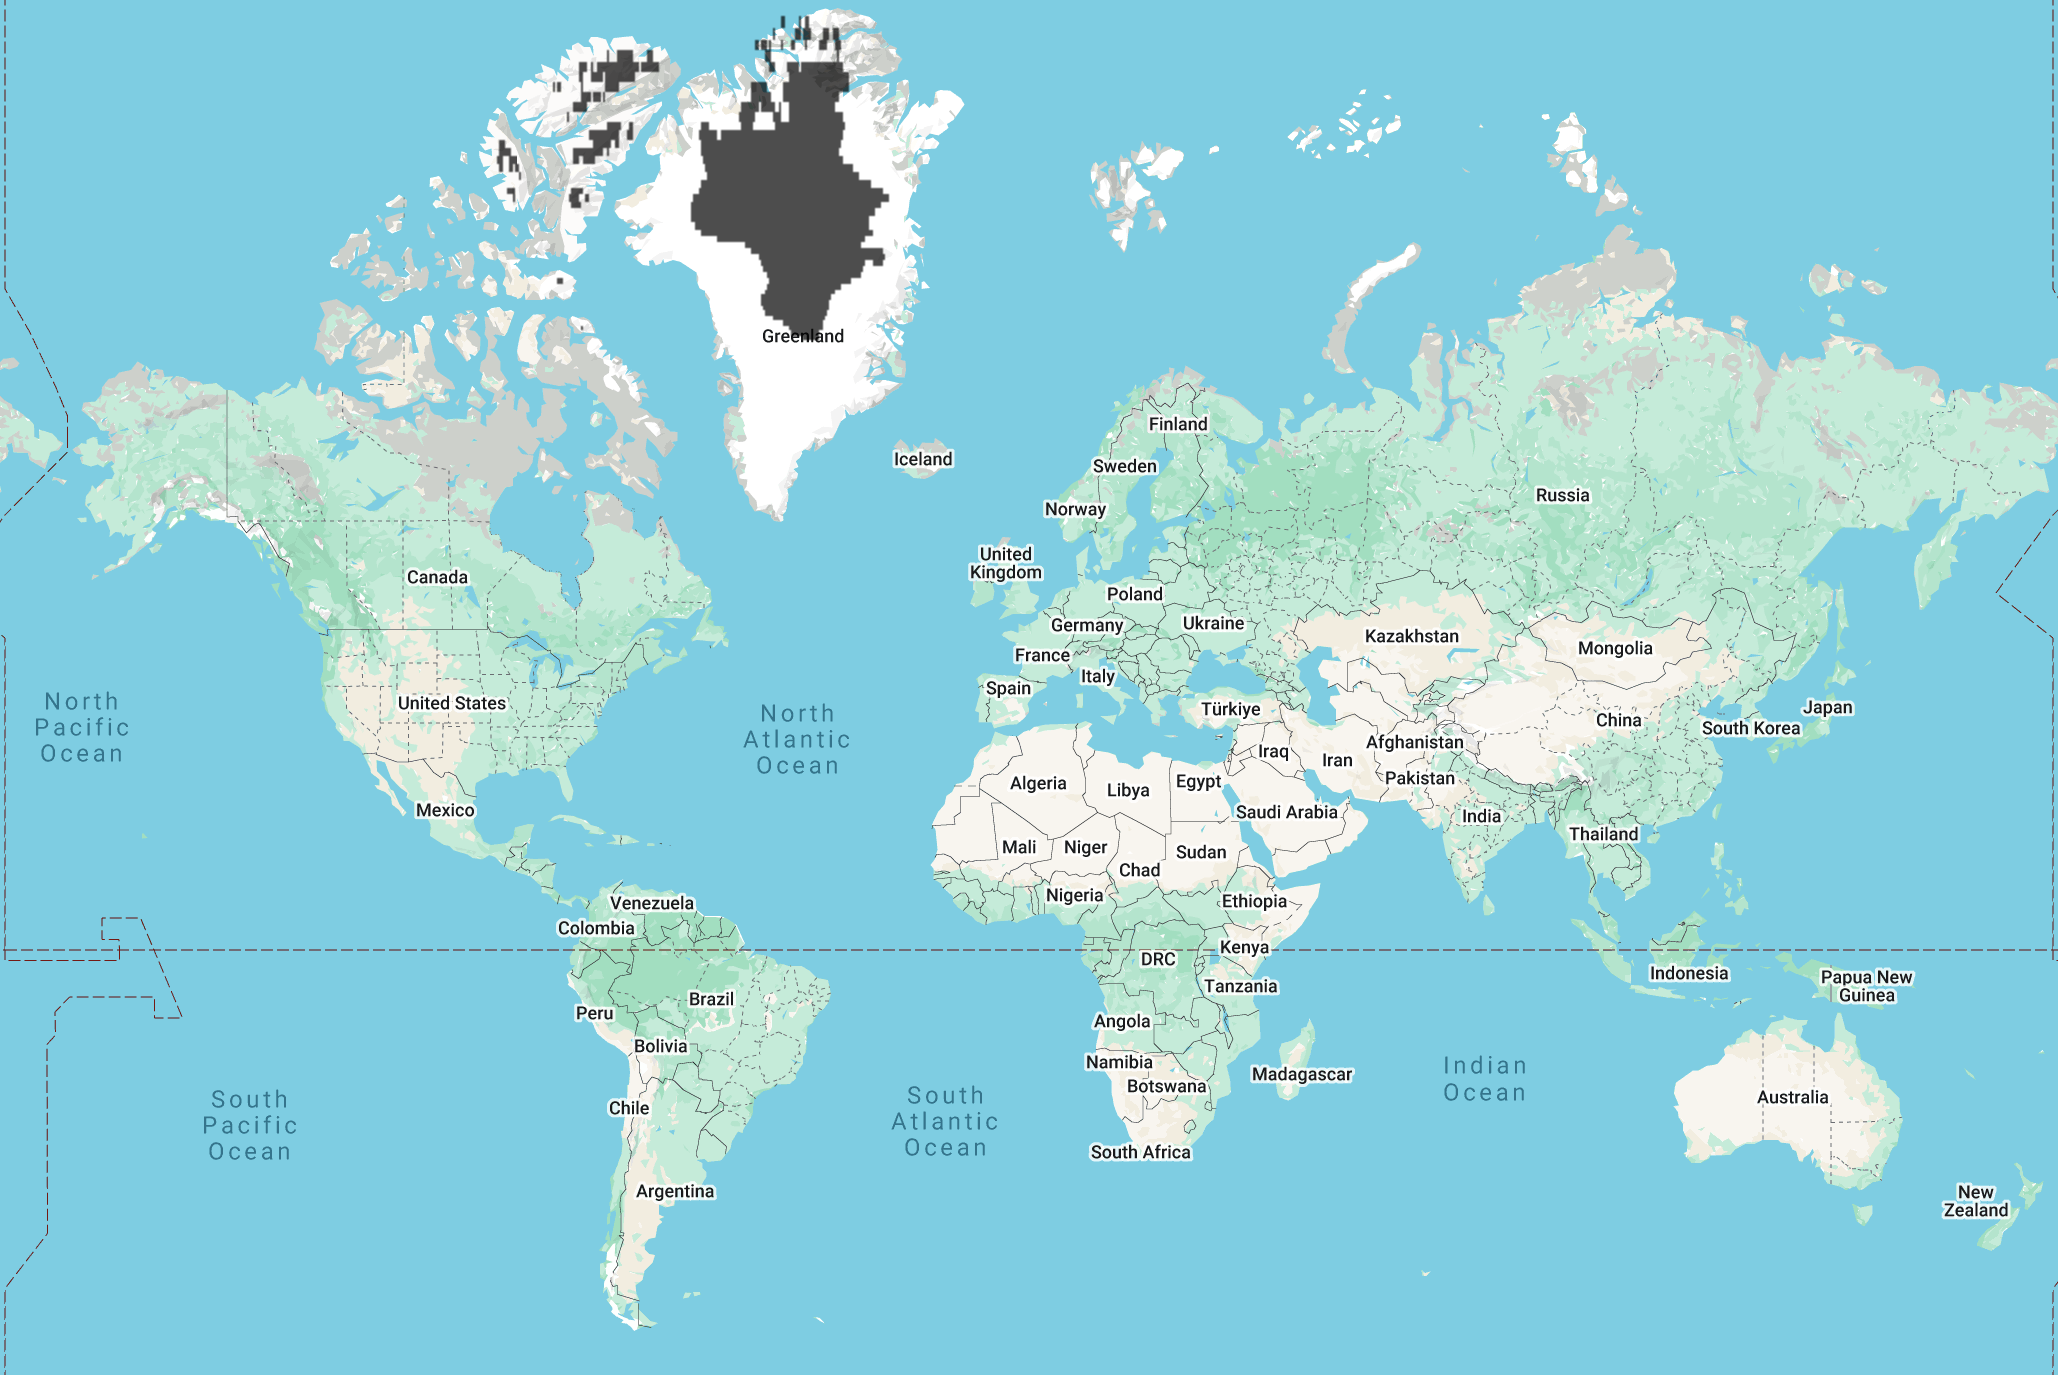 Greenland
Finland
Iceland
Sweden
Russia
Norway
United
Kingdom
Canada
Poland
Germany
Ukraine
Kazakhstan
Mongolia
France
Italy
Spain
United States
Türkiye
China
Japan
South Korea
North
Pacific
Ocean
North
Atlantic
Ocean
Afghanistan
Iraq
Iran
Pakistan
Algeria
Libya
Egypt
Mexico
Saudi Arabia
India
Thailand
Mali
Niger
Sudan
Chad
Nigeria
Ethiopia
Venezuela
Colombia
Kenya
DRC
Indonesia
Papua New
Guinea
Tanzania
Brazil
Peru
Angola
Bolivia
Namibia
Botswana
Madagascar
Indian
Ocean
Australia
Chile
South
Pacific
Ocean
South
Atlantic
Ocean
South Africa
Argentina
New
Zealand